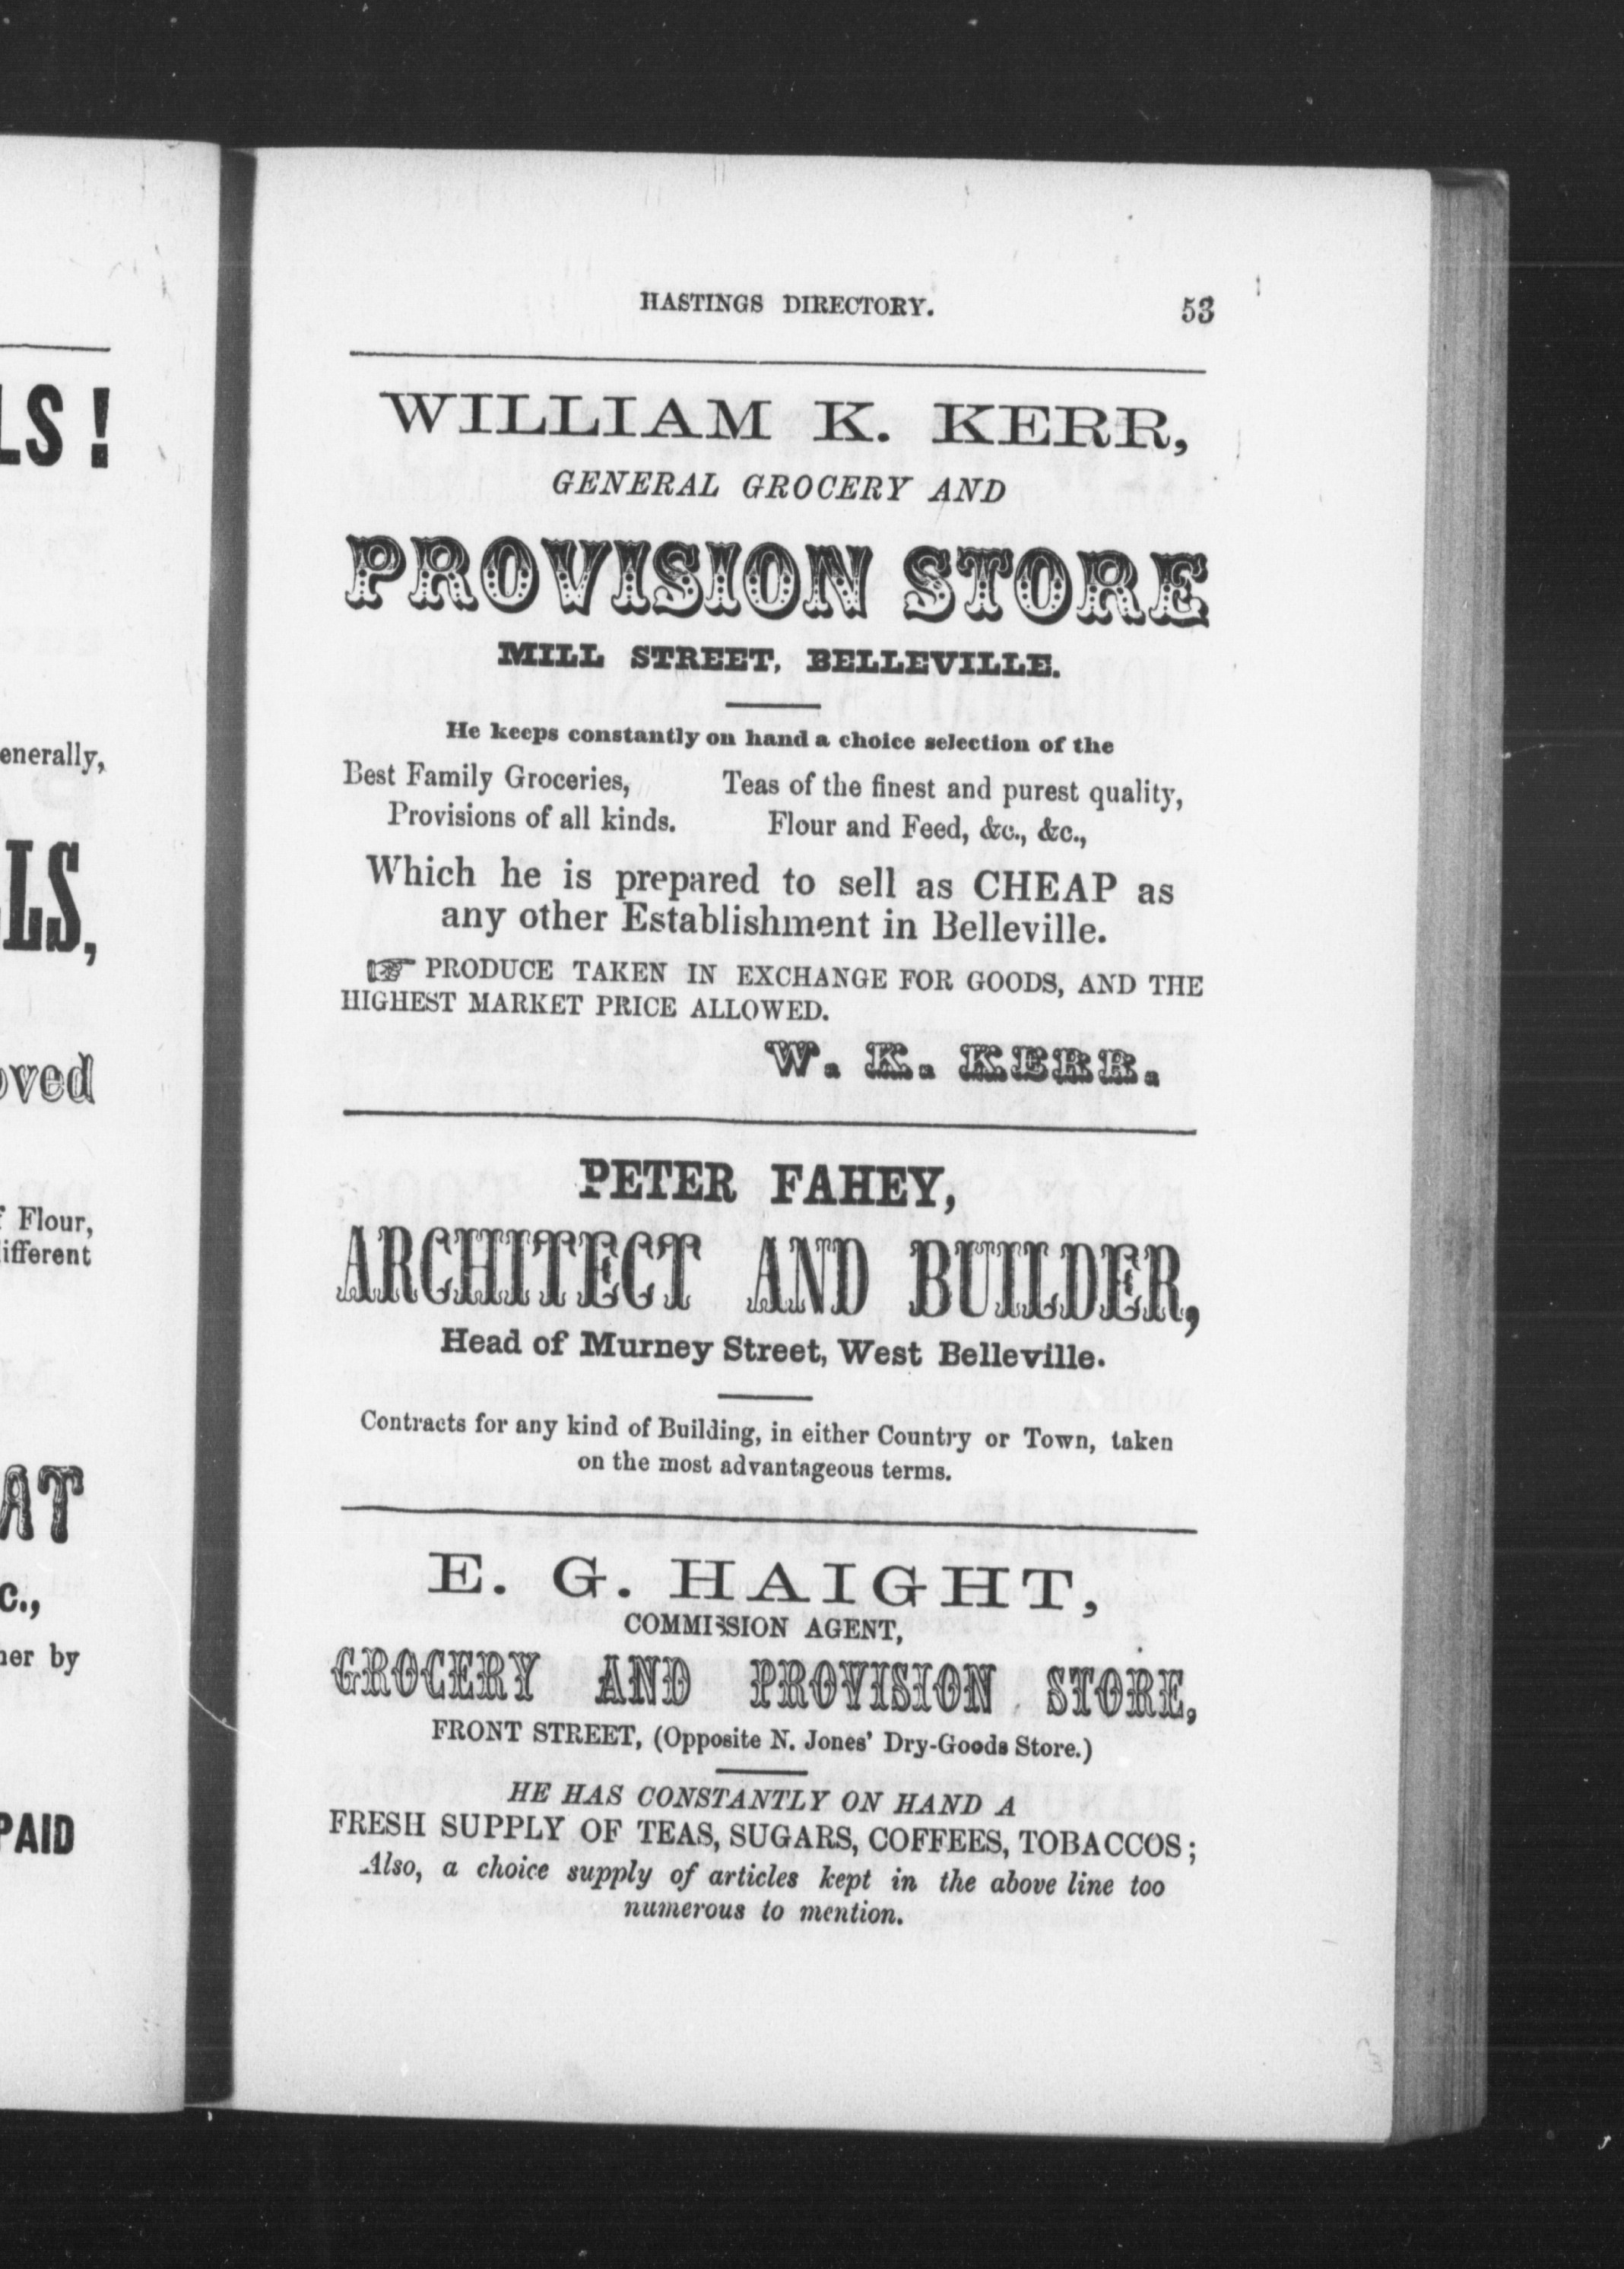 LS!
enerally,
LS,
oved
Flour,
ifferent
AT
c.,
her by
PAID
HASTINGS DIRECTORY. 53
WILLIAM K. KERR,
GENERAL GROCERY AND
PROVISION STORE
MILL STREET, BELLEVILLE.
He keeps constantly on hand a choice selection of the
Best Family Groceries, Teas of the finest and purest quality,
Provisions of all kinds. Flour and Feed, &c., &c.,
Which he is prepared to sell as CHEAP as
any other Establishment in Belleville.
☞ PRODUCE TAKEN IN EXCHANGE FOR GOODS, AND THE
HIGHEST MARKET PRICE ALLOWED.
W. K. KERR.
PETER FAHEY,
ARCHITECT AND BUILDER,
Head of Murney Street, West Belleville.
Contracts for any kind of Building, in either Country or Town, taken
on the most advantageous terms.
E. G. HAIGHT,
COMMISSION AGENT,
GROCERY AND PROVISION STORE,
FRONT STREET, (Opposite N. Jones' Dry-Goods Store.)
HE HAS CONSTANTLY ON HAND A
FRESH SUPPLY OF TEAS, SUGARS, COFFEES, TOBACCOS;
Also, a choice supply of articles kept in the above line too
numerous to mention.